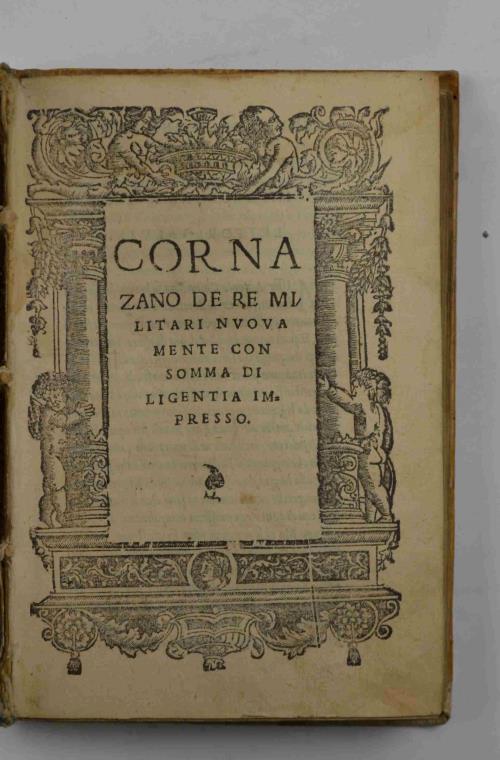 CORNA
ZANO DE RE MI/
LITARI NVOVA
MENTE CON
SOMMA DI
LIGENTIA IM=
PRESSO.